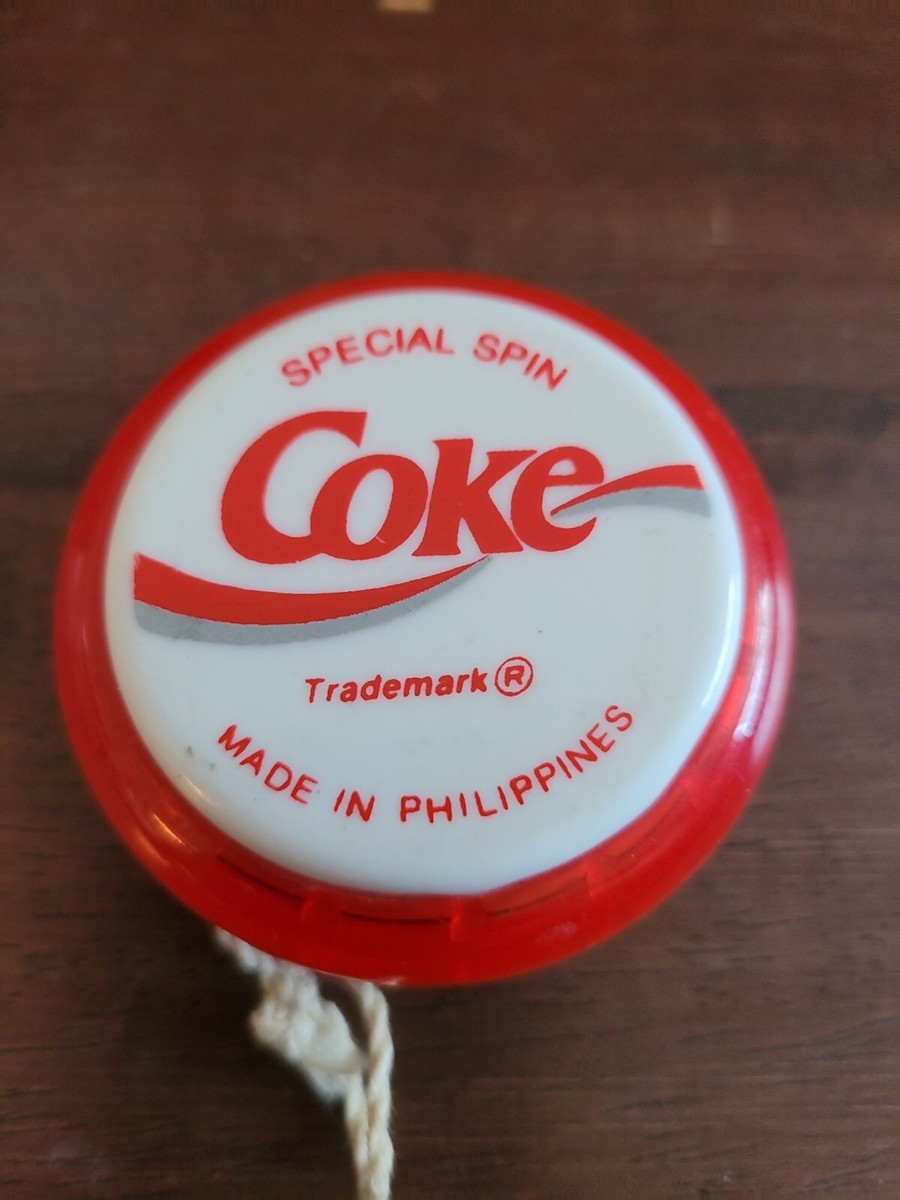 SPECIAL SPIN
Coke
Trademark ®
MADE IN PHILIPPINES